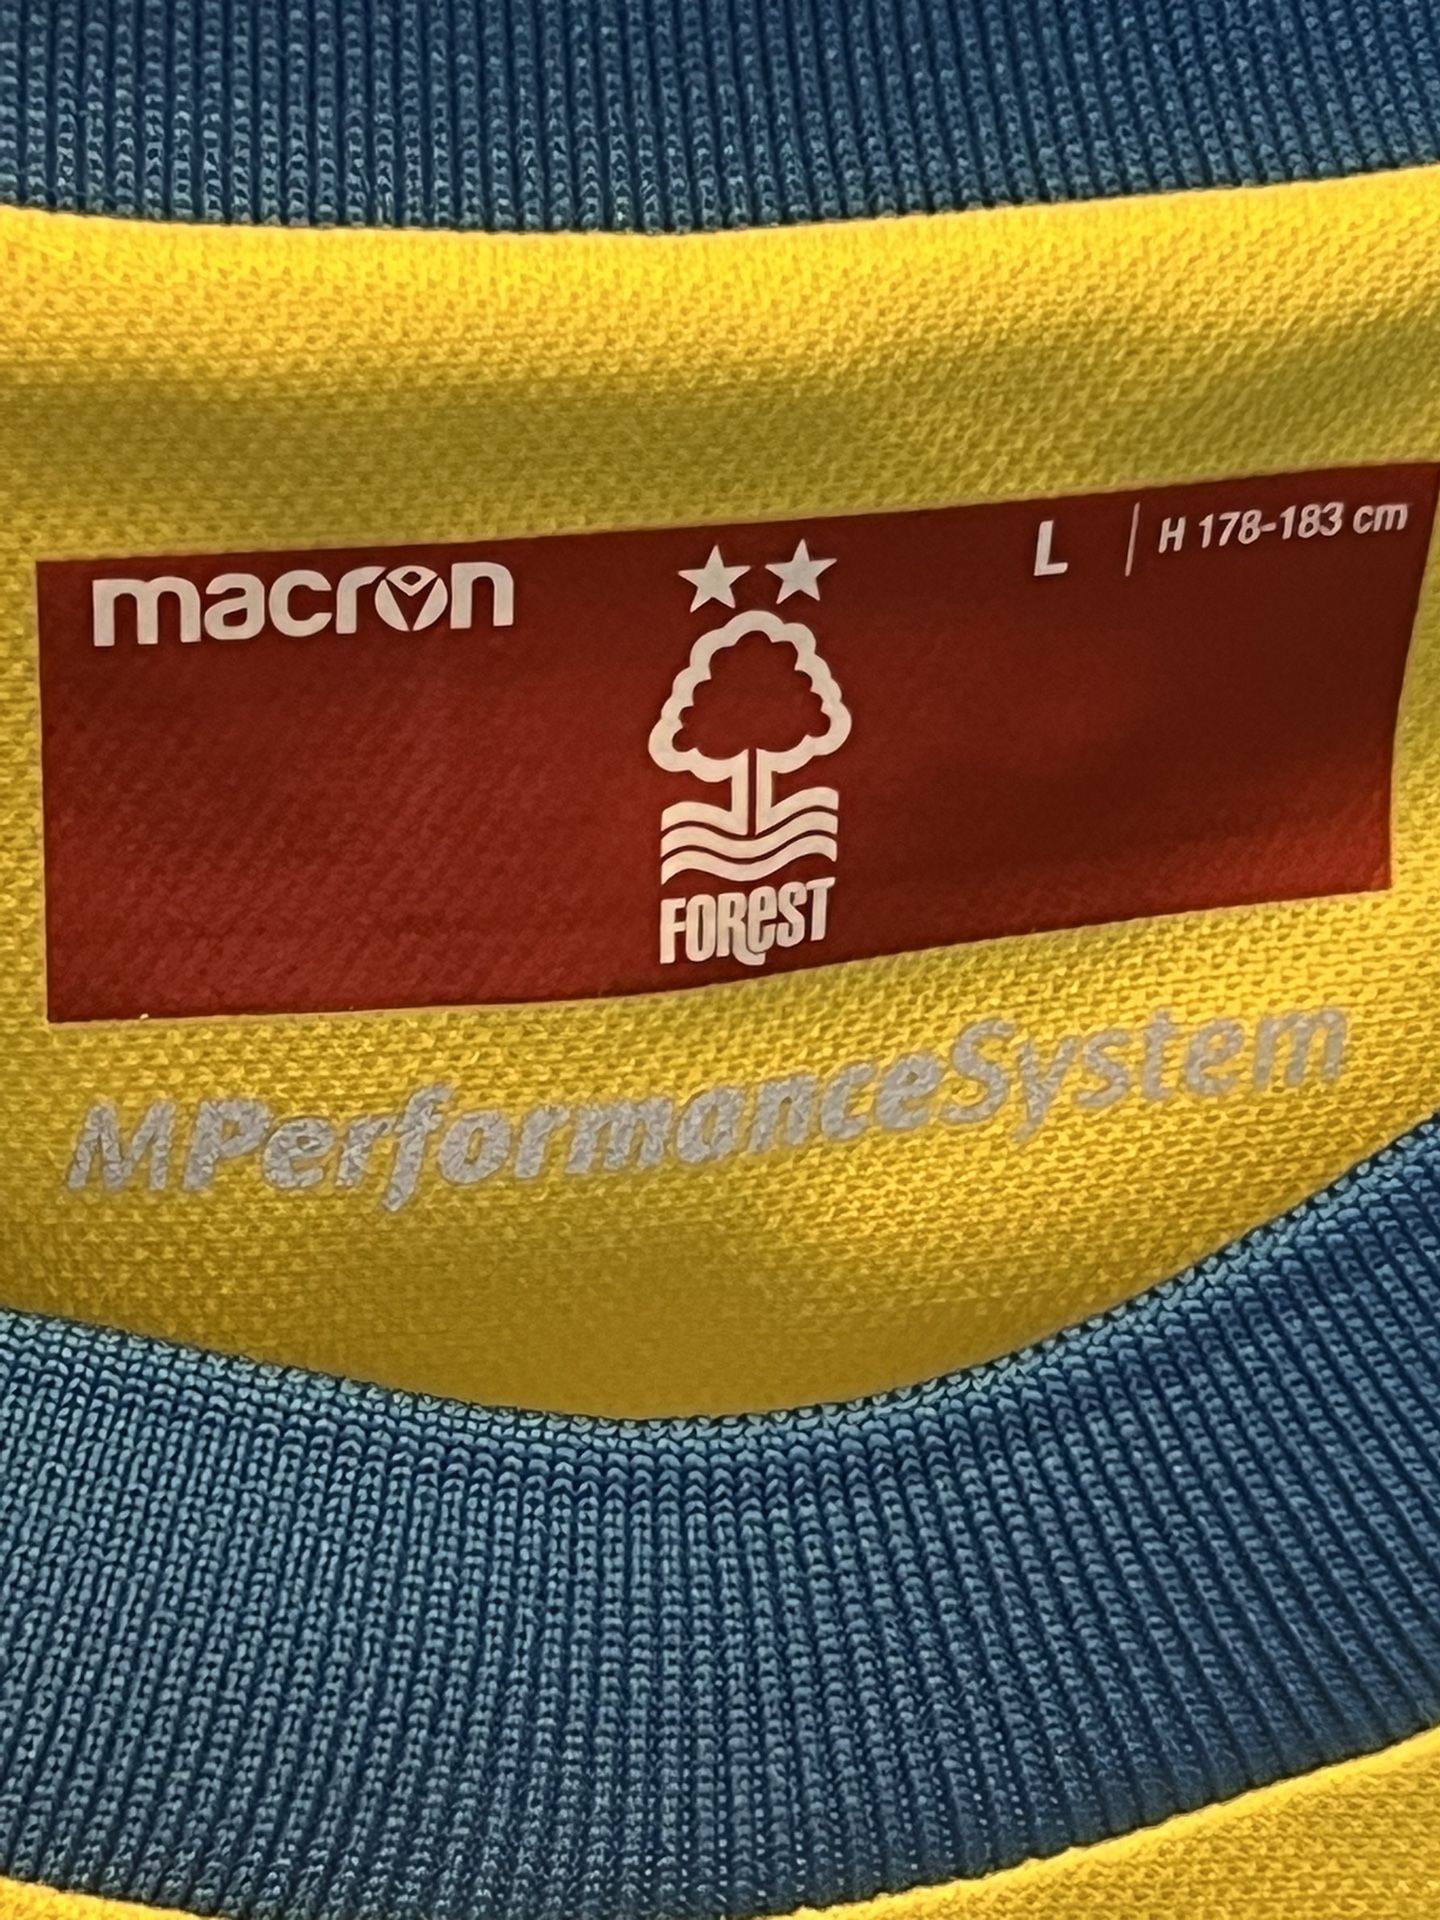 macron
L | H 178-183 cm
FOREST
MPerformanceSystem